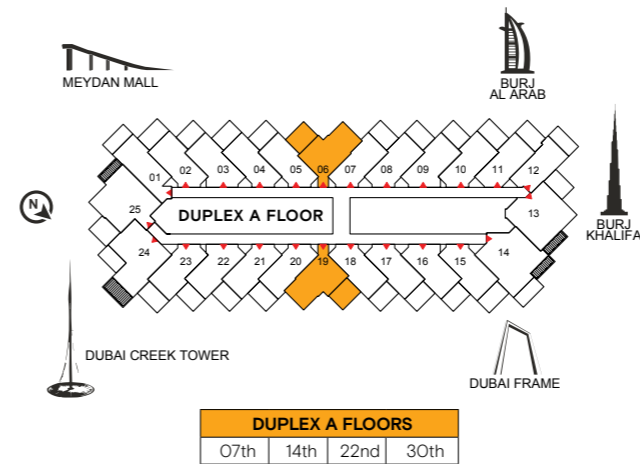 MEYDAN MALL
BURJ
AL ARAB
BURJ
KHALIFA
N
01 02 03 04 05 06 07 08 09 10 11 12
25 DUPLEX A FLOOR 13
24 23 22 21 20 19 18 17 16 15 14
DUBAI CREEK TOWER
DUBAI FRAME
DUPLEX A FLOORS
07th 14th 22nd 30th